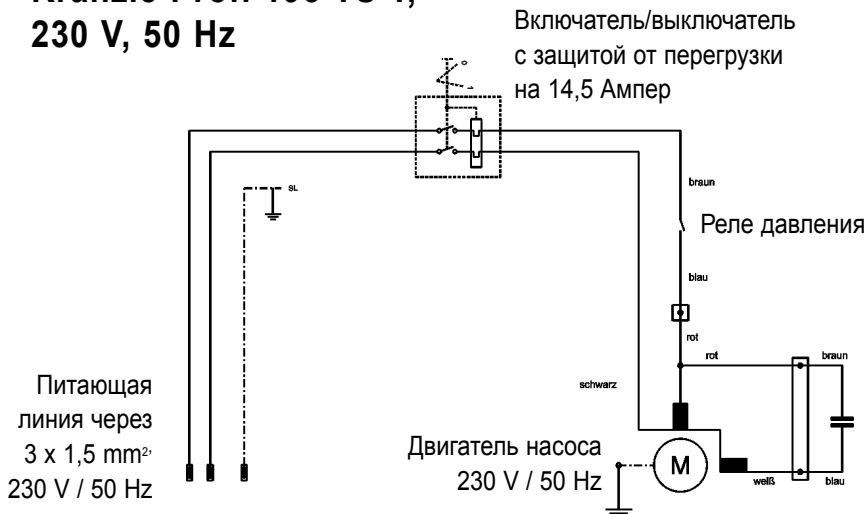 230 V, 50 Hz
Включатель/выключатель
с защитой от перегрузки
на 14,5 Ампер
SL
braun
Реле давления
blau
rot
rot
braun
schwarz
Питающая
линия через
3 x 1,5 mm²,
230 V / 50 Hz
Двигатель насоса
230 V / 50 Hz
M
weiß
blau